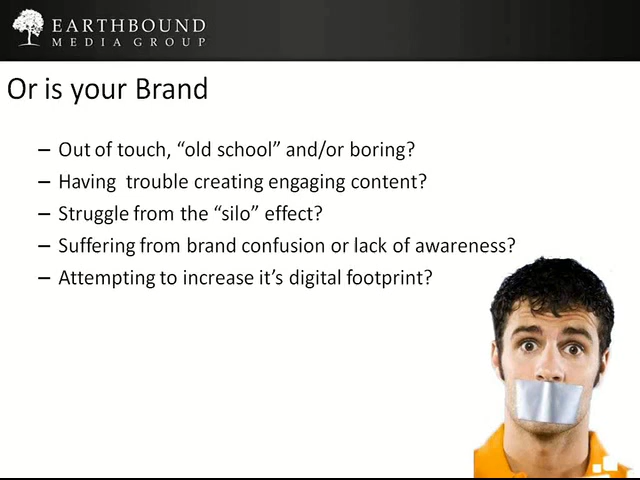 EARTHBOUND
MEDIA GROUP
Or is your Brand
– Out of touch, “old school” and/or boring?
– Having  trouble creating engaging content?
– Struggle from the “silo” effect?
– Suffering from brand confusion or lack of awareness?
– Attempting to increase it’s digital footprint?